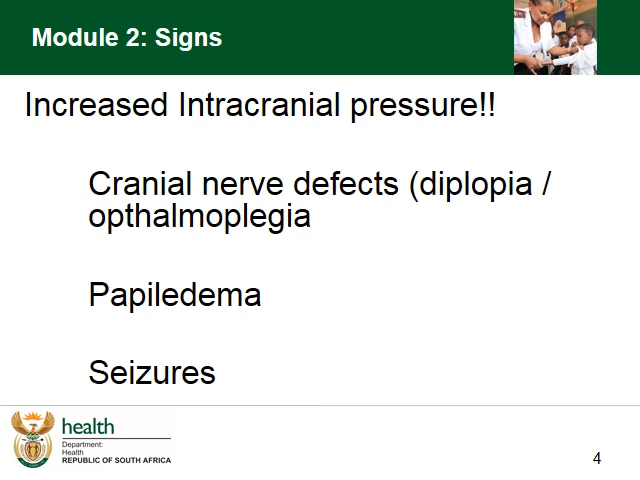 Module 2: Signs
Increased Intracranial pressure!!
Cranial nerve defects (diplopia /
opthalmoplegia
Papiledema
Seizures
health
Department:
Health
REPUBLIC OF SOUTH AFRICA
4